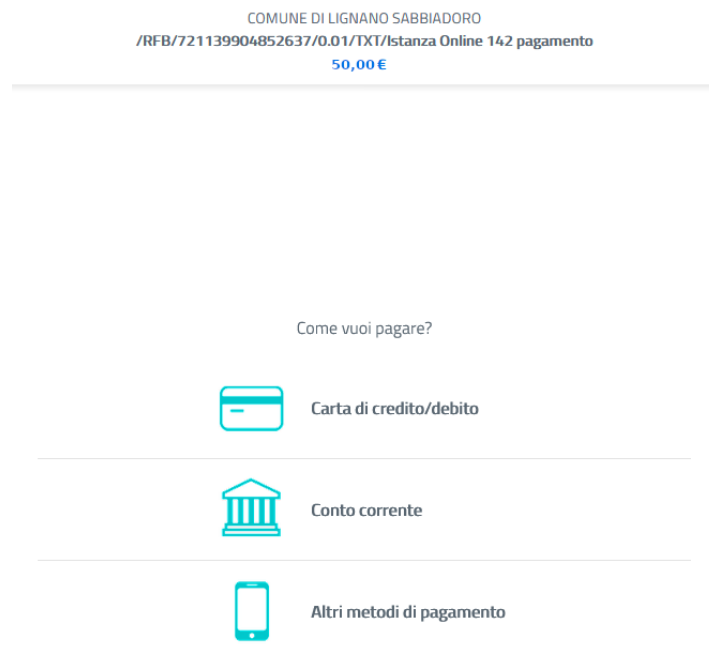 COMUNE DI LIGNANO SABBIADORO
/RFB/721139904852637/0.01/TXT/Istanza Online 142 pagamento
50,00 €
Come vuoi pagare?
Carta di credito/debito
Conto corrente
Altri metodi di pagamento